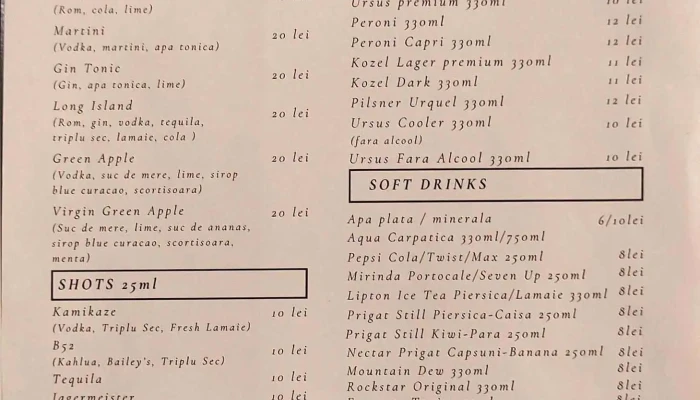 (Rom, cola, lime)
Martini 20 lei
(Vodka, martini, apa tonica)
Gin Tonic 20 lei
(Gin, apa tonica, lime)
Long Island 20 lei
(Rom, gin, vodka, tequila,
triplu sec, lamaie, cola )
Green Apple 20 lei
(Vodka, suc de mere, lime, sirop
blue curacao, scortisoara)
Virgin Green Apple 20 lei
(Suc de mere, lime, suc de ananas,
sirop blue curacao, scortisoara,
menta)
SHOTS 25ml
Kamikaze 10 lei
(Vodka, Triplu Sec, Fresh Lamaie)
B52 10 lei
(Kahlua, Bailey's, Triplu Sec)
Tequila 10 lei
Jagermeister 10 lei
Ursus premium 330ml 10 lei
Peroni 330ml 12 lei
Peroni Capri 330ml 12 lei
Kozel Lager premium 330ml 11 lei
Kozel Dark 330ml 11 lei
Pilsner Urquel 330ml 12 lei
Ursus Cooler 330ml 10 lei
(fara alcool)
Ursus Fara Alcool 330ml 10 lei
SOFT DRINKS
Apa plata / minerala 6/10lei
Aqua Carpatica 330ml/750ml
Pepsi Cola/Twist/Max 250ml 8lei
Mirinda Portocale/Seven Up 250ml 8lei
Lipton Ice Tea Piersica/Lamaie 330ml 8lei
Prigat Still Piersica-Caisa 250ml 8lei
Prigat Still Kiwi-Para 250ml 8lei
Nectar Prigat Capsuni-Banana 250ml 8lei
Mountain Dew 330ml 8lei
Rockstar Original 330ml 8lei